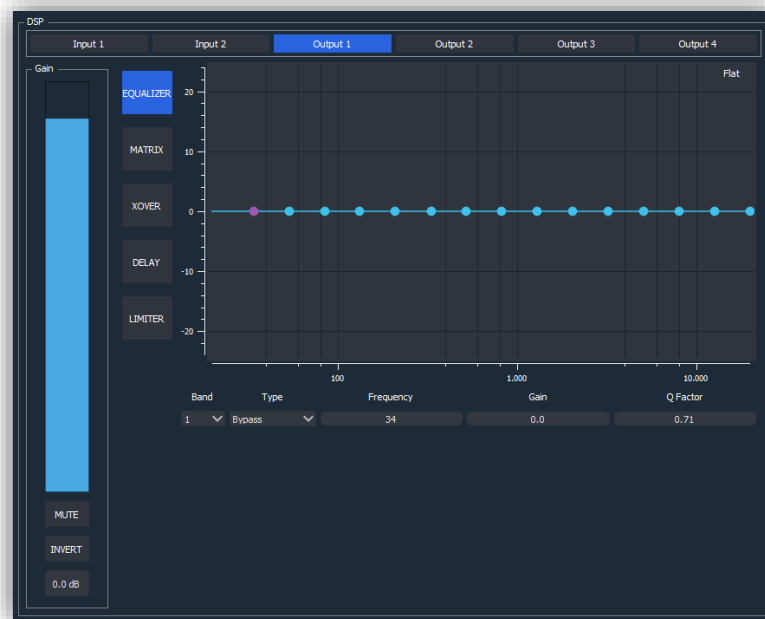 DSP
Input 1 Input 2 Output 1 Output 2 Output 3 Output 4
Gain
EQUALIZER
MATRIX
XOVER
DELAY
LIMITER
Flat
20
10
0
-10
-20
100 1.000 10.000
Band Type Frequency Gain Q Factor
1 Bypass 34 0.0 0.71
MUTE
INVERT
0.0 dB